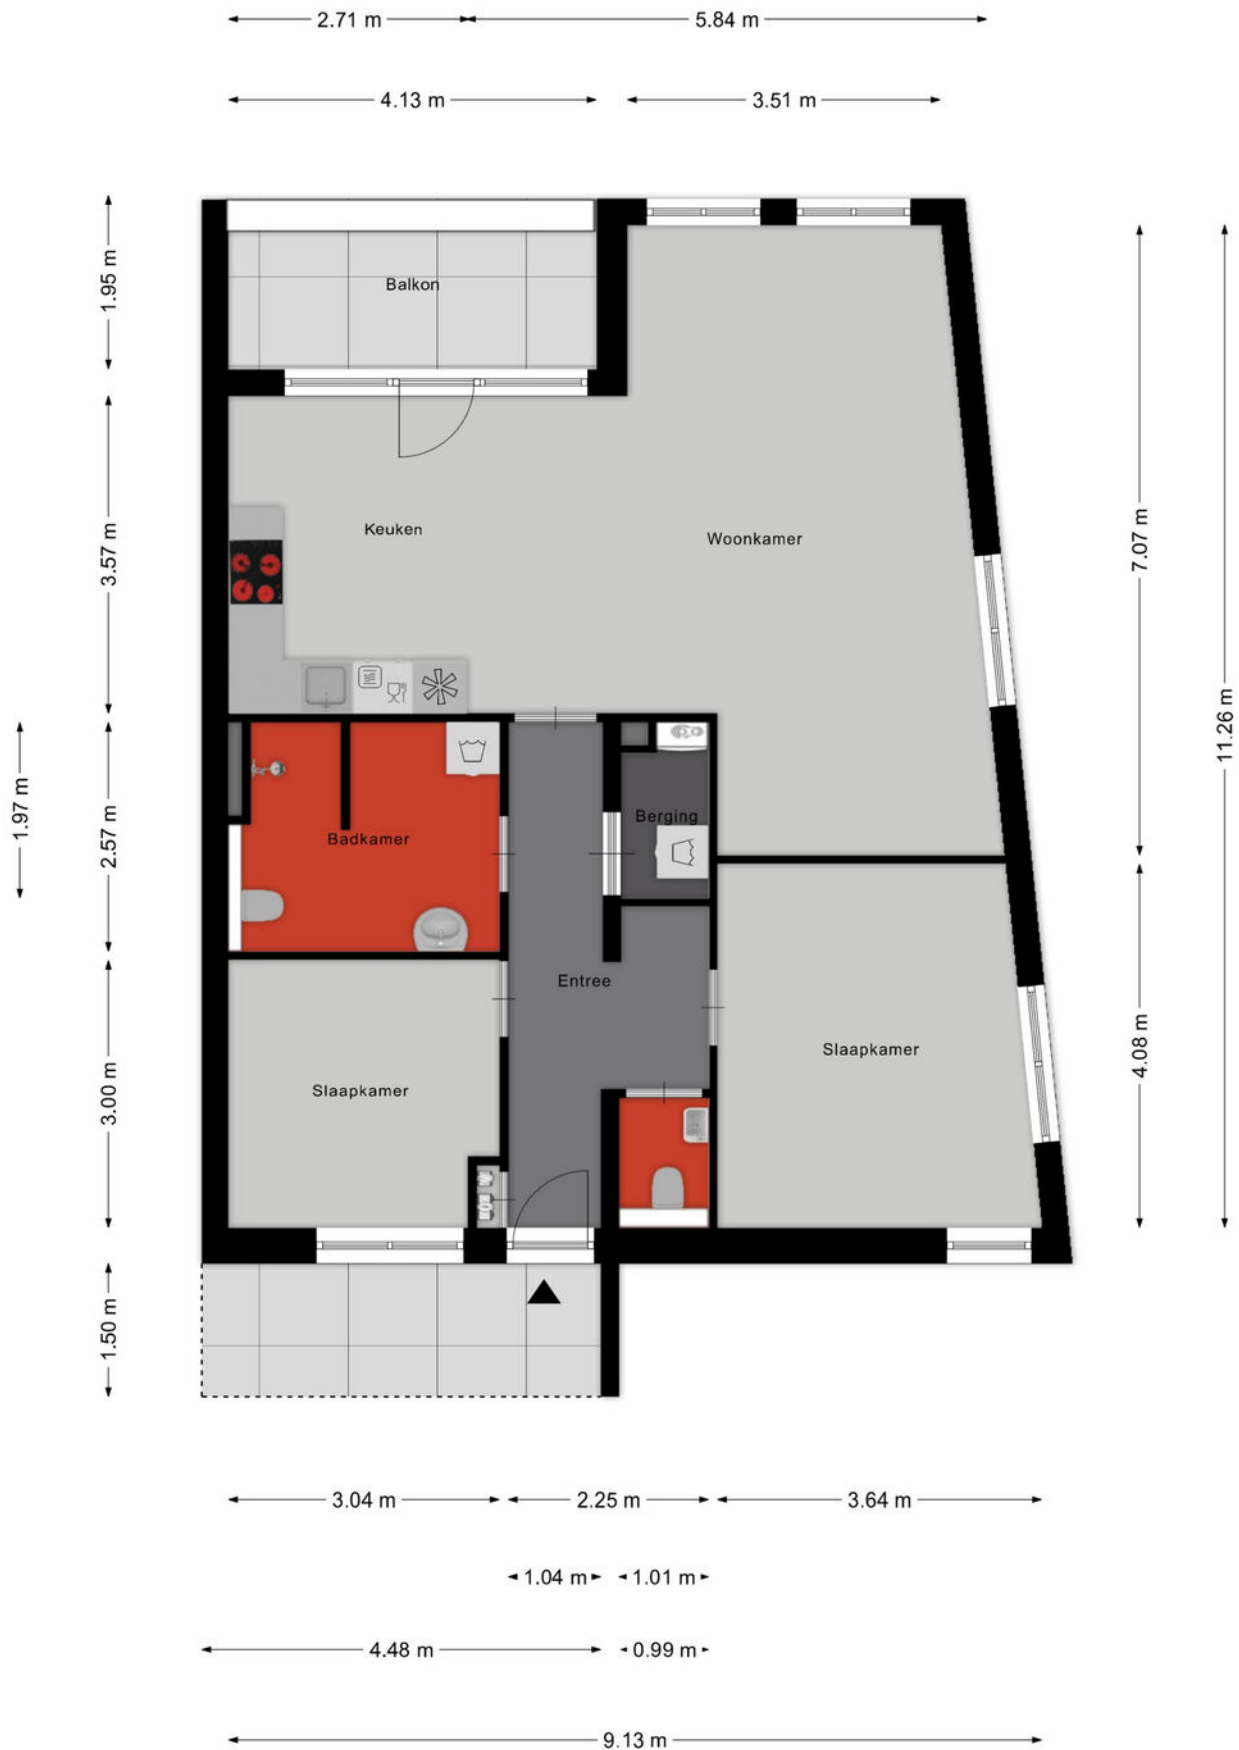 2.71 m
5.84 m
4.13 m
3.51 m
1.95 m
Balkon
3.57 m
Keuken
Woonkamer
7.07 m
11.26 m
1.97 m
2.57 m
Badkamer
Berging
Entree
3.00 m
Slaapkamer
Slaapkamer
4.08 m
1.50 m
3.04 m
2.25 m
3.64 m
1.04 m
1.01 m
4.48 m
0.99 m
9.13 m